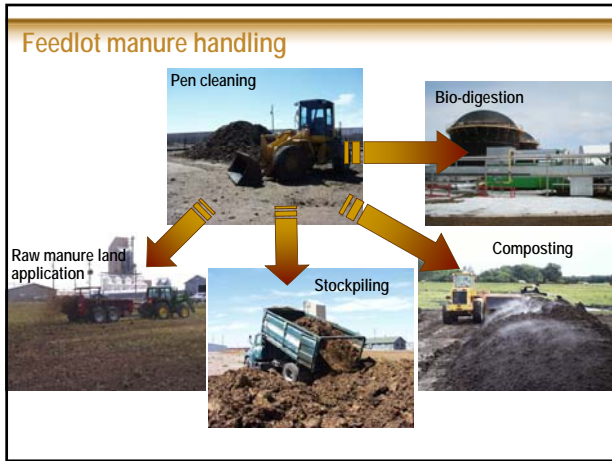 Feedlot manure handling
Pen cleaning
Bio-digestion
Raw manure land
application
Stockpiling
Composting